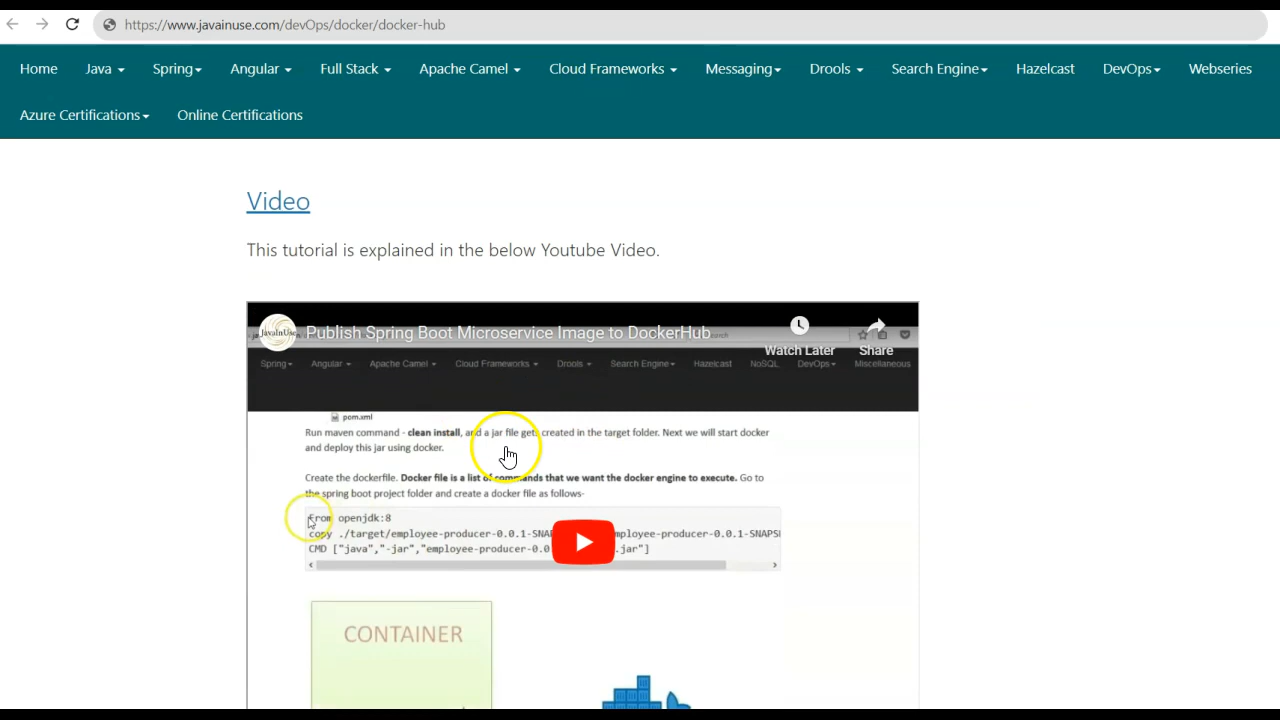 https://www.javainuse.com/devOps/docker/docker-hub
Home Java Spring Angular Full Stack Apache Camel Cloud Frameworks Messaging Drools Search Engine Hazelcast DevOps Webseries
Azure Certifications Online Certifications
Video
This tutorial is explained in the below Youtube Video.
JavaInUse
Publish Spring Boot Microservice Image to DockerHub
Watch Later Share
Spring Angular Apache Camel Cloud Frameworks Drools Search Engine Hazelcast NoSQL DevOps Miscellaneous
pom.xml
Run maven command - clean install, and a jar file gets created in the target folder. Next we will start docker
and deploy this jar using docker.
Create the dockerfile. Docker file is a list of commands that we want the docker engine to execute. Go to
the spring boot project folder and create a docker file as follows-
From openjdk:8
copy ./target/employee-producer-0.0.1-SNA mployee-producer-0.0.1-SNAPS
CMD ["java","-jar","employee-producer-0.0 .jar"]
CONTAINER